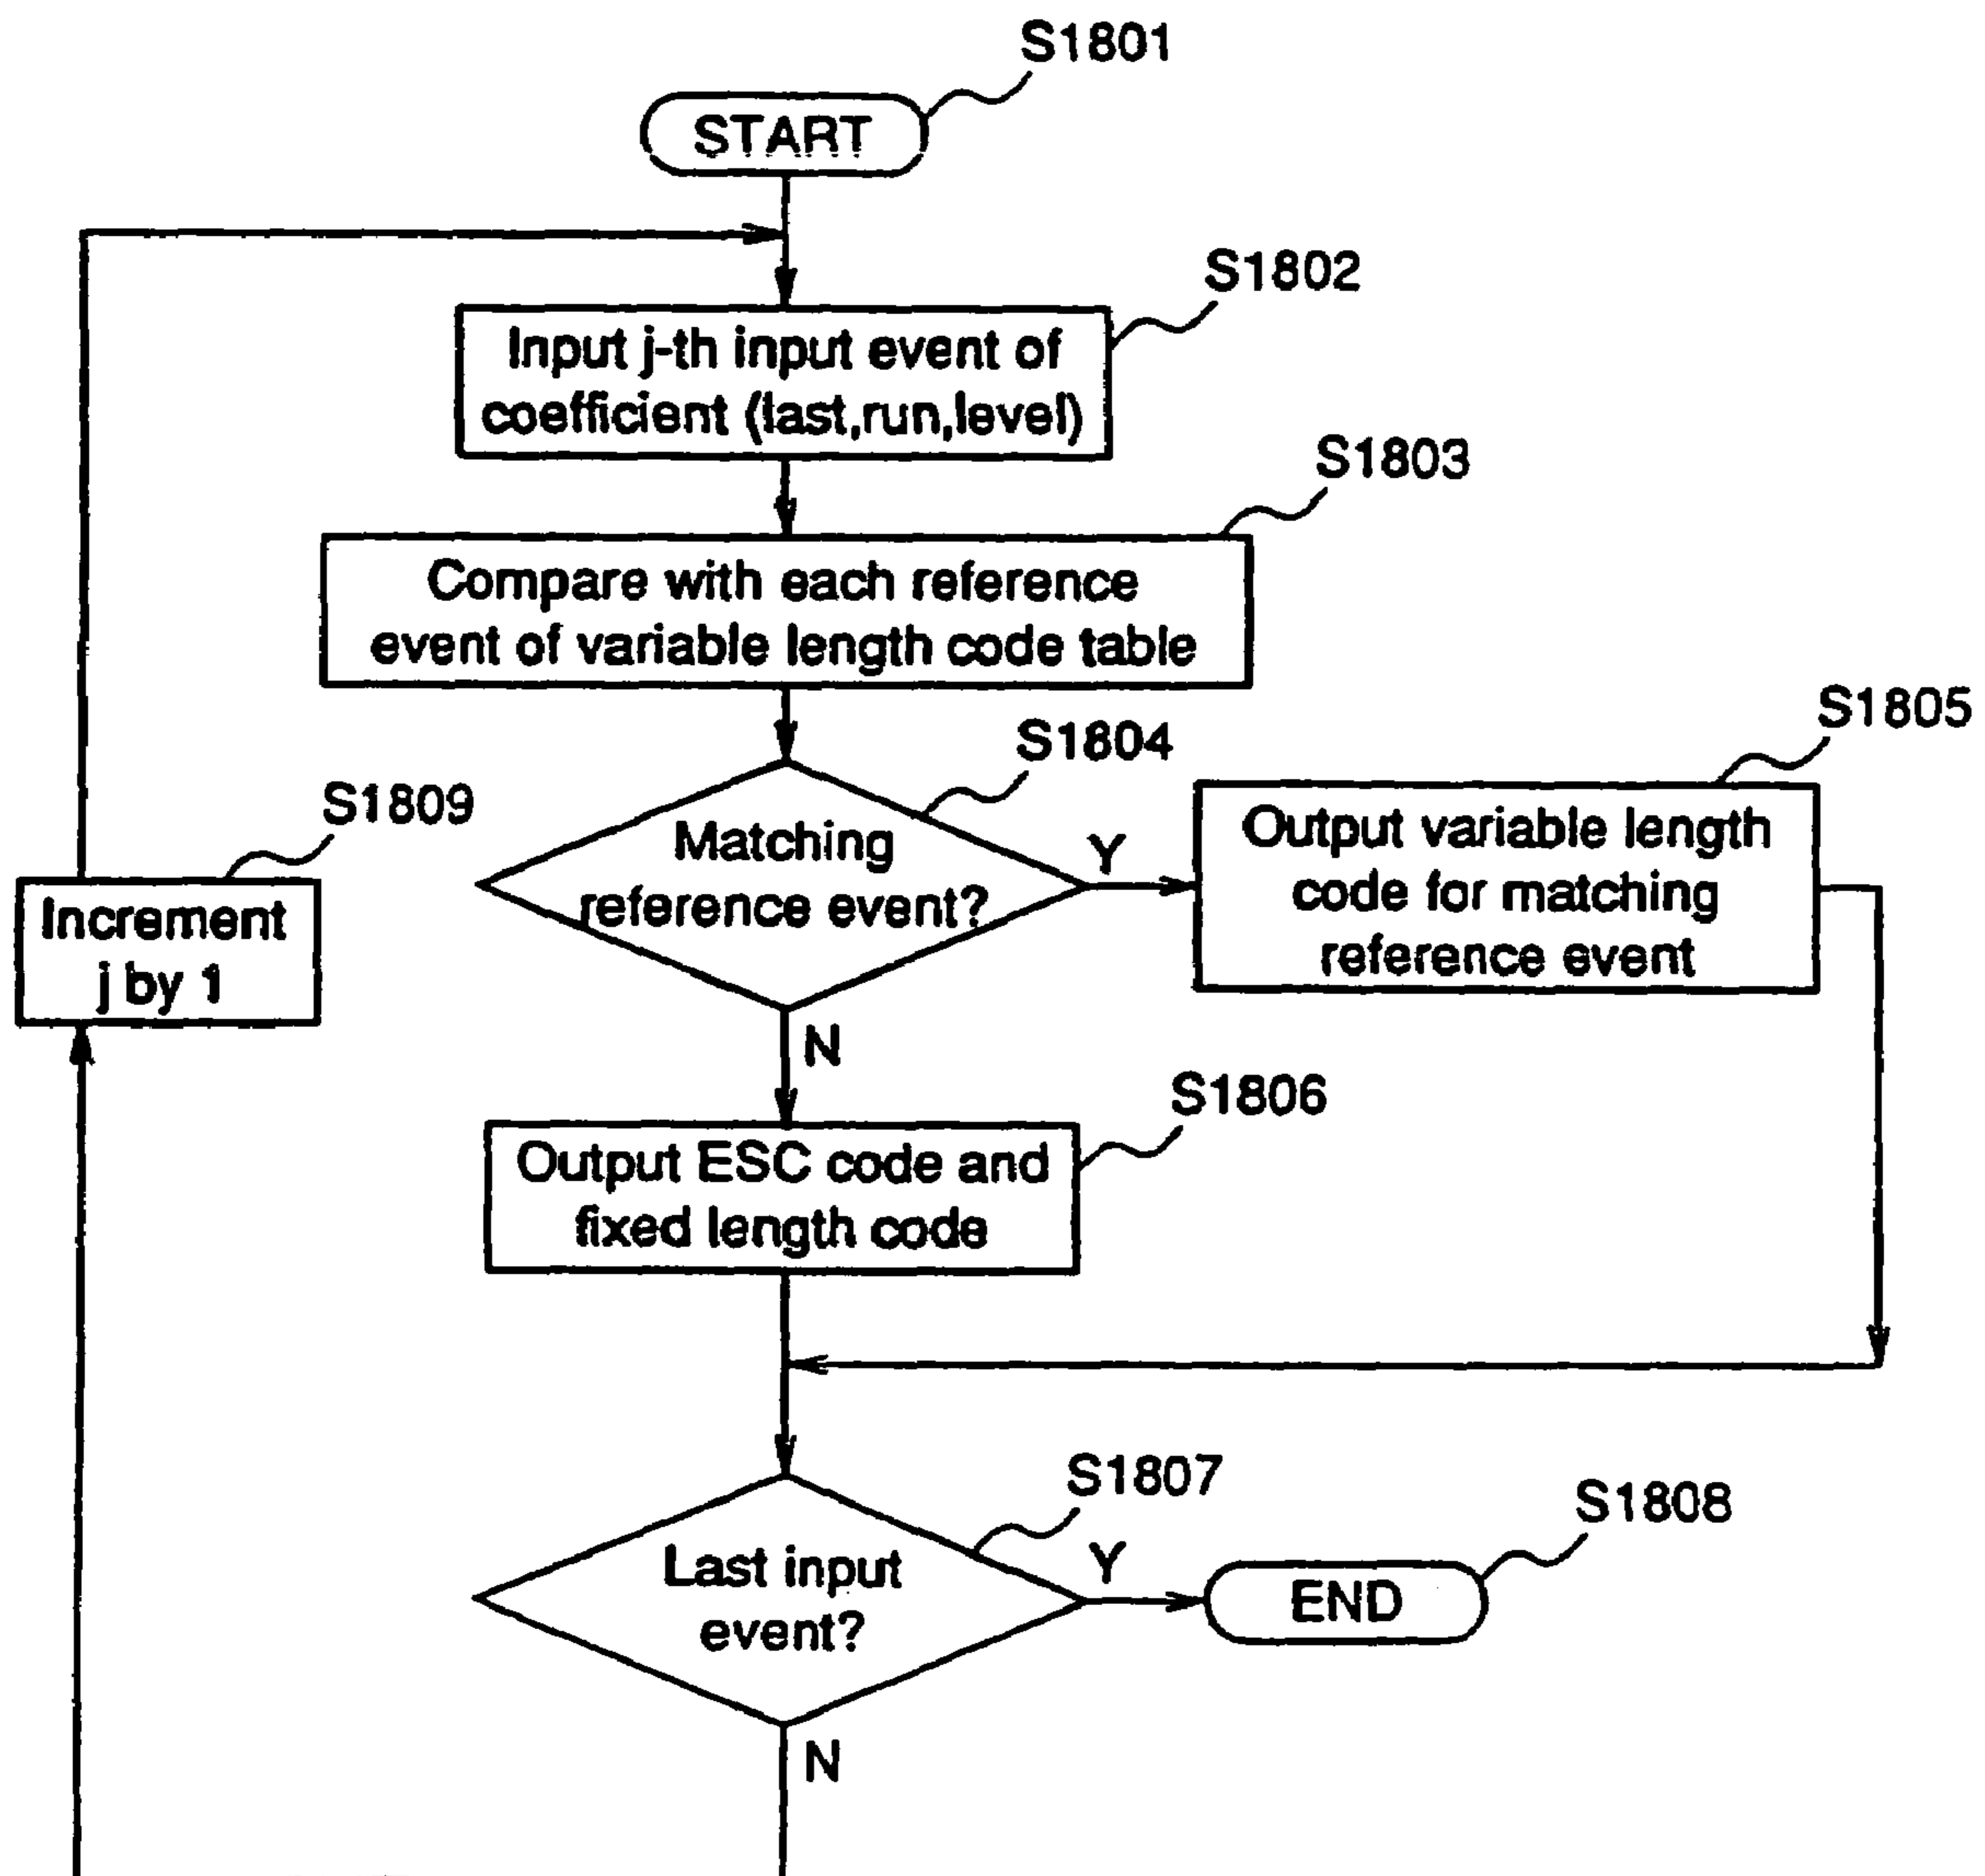 S1801
START
S1802
Input j-th input event of
coefficient (last,run,level)
S1803
Compare with each reference
event of variable length code table
S1804
Matching
reference event?
Y
S1805
Output variable length
code for matching
reference event
S1809
Increment
j by 1
N
S1806
Output ESC code and
fixed length code
S1807
Last input
event?
Y
S1808
END
N